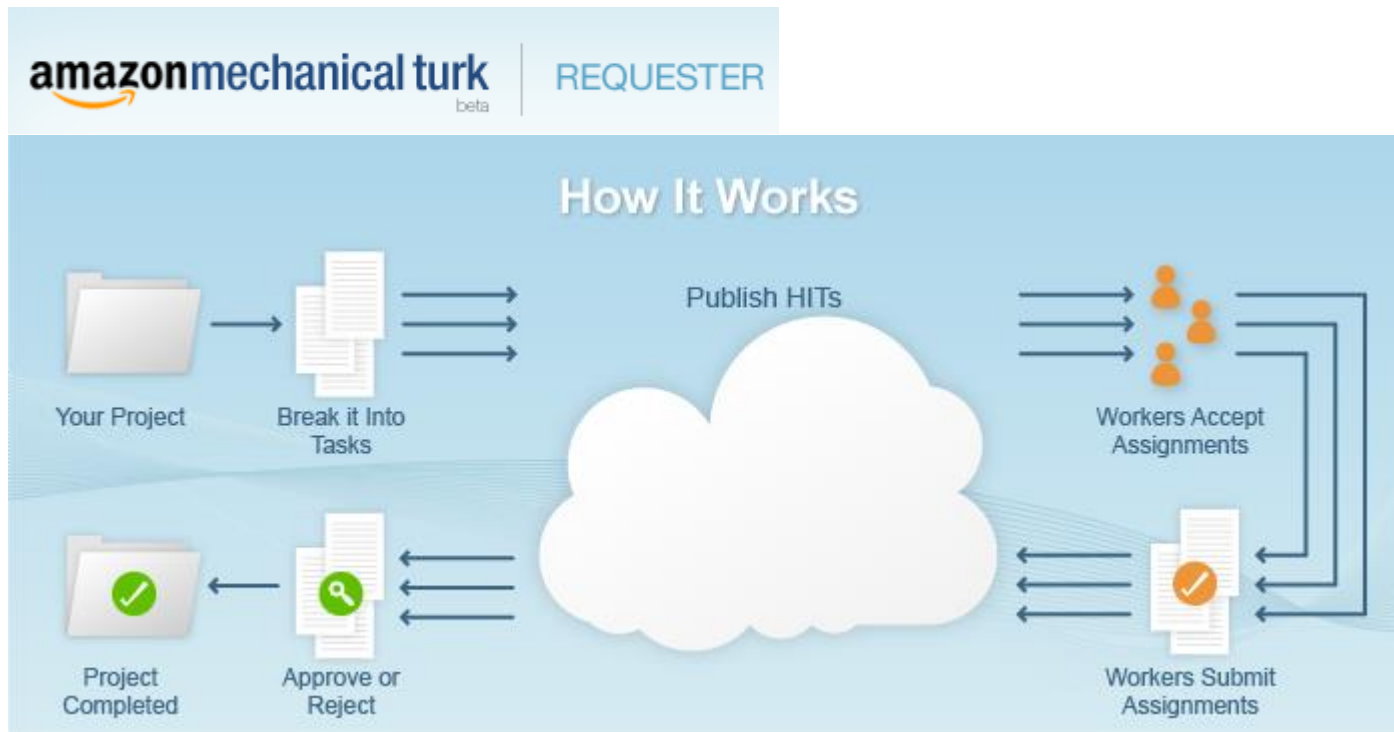 amazonmechanical turk
beta
REQUESTER
How It Works
Publish HITs
Your Project
Break it Into
Tasks
Workers Accept
Assignments
Project
Completed
Approve or
Reject
Workers Submit
Assignments